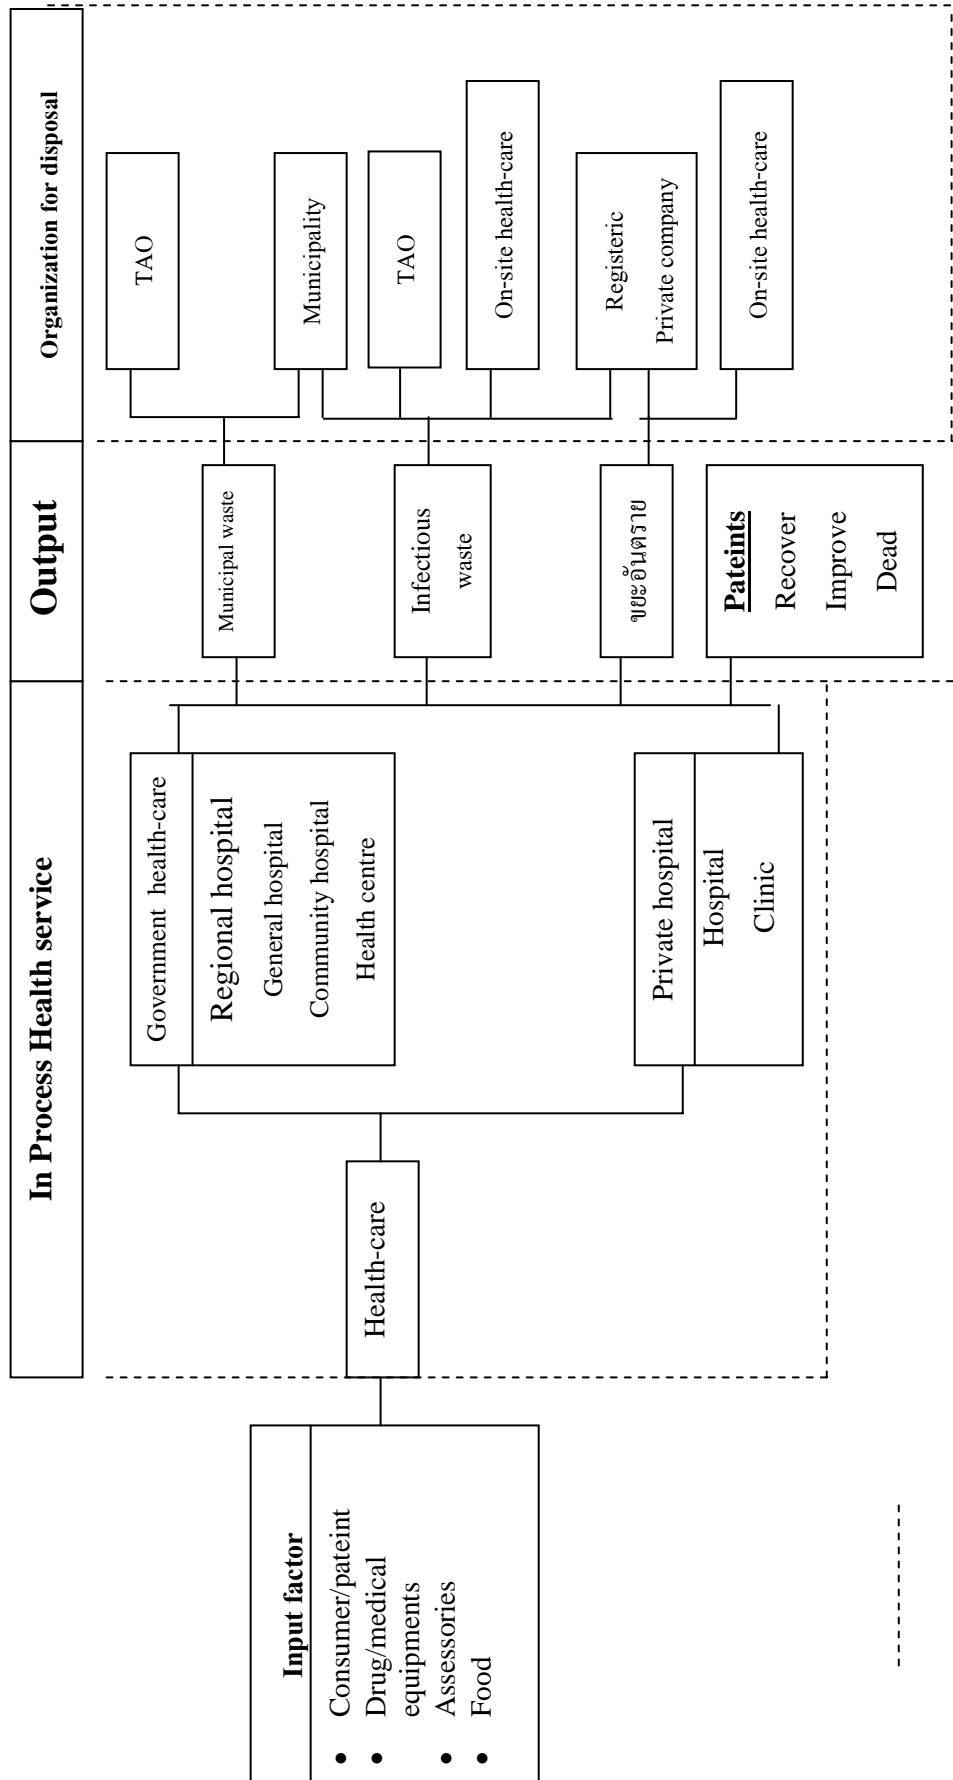 In Process Health service
Output
Organization for disposal
Input factor
• Consumer/pateint
• Drug/medical
equipments
• Assessories
• Food
Health-care
Government health-care
Regional hospital
General hospital
Community hospital
Health centre
Private hospital
Hospital
Clinic
Municipal waste
Infectious
waste
ขยะอันตราย
Pateints
Recover
Improve
Dead
TAO
Municipality
TAO
On-site health-care
Registeric
Private company
On-site health-care